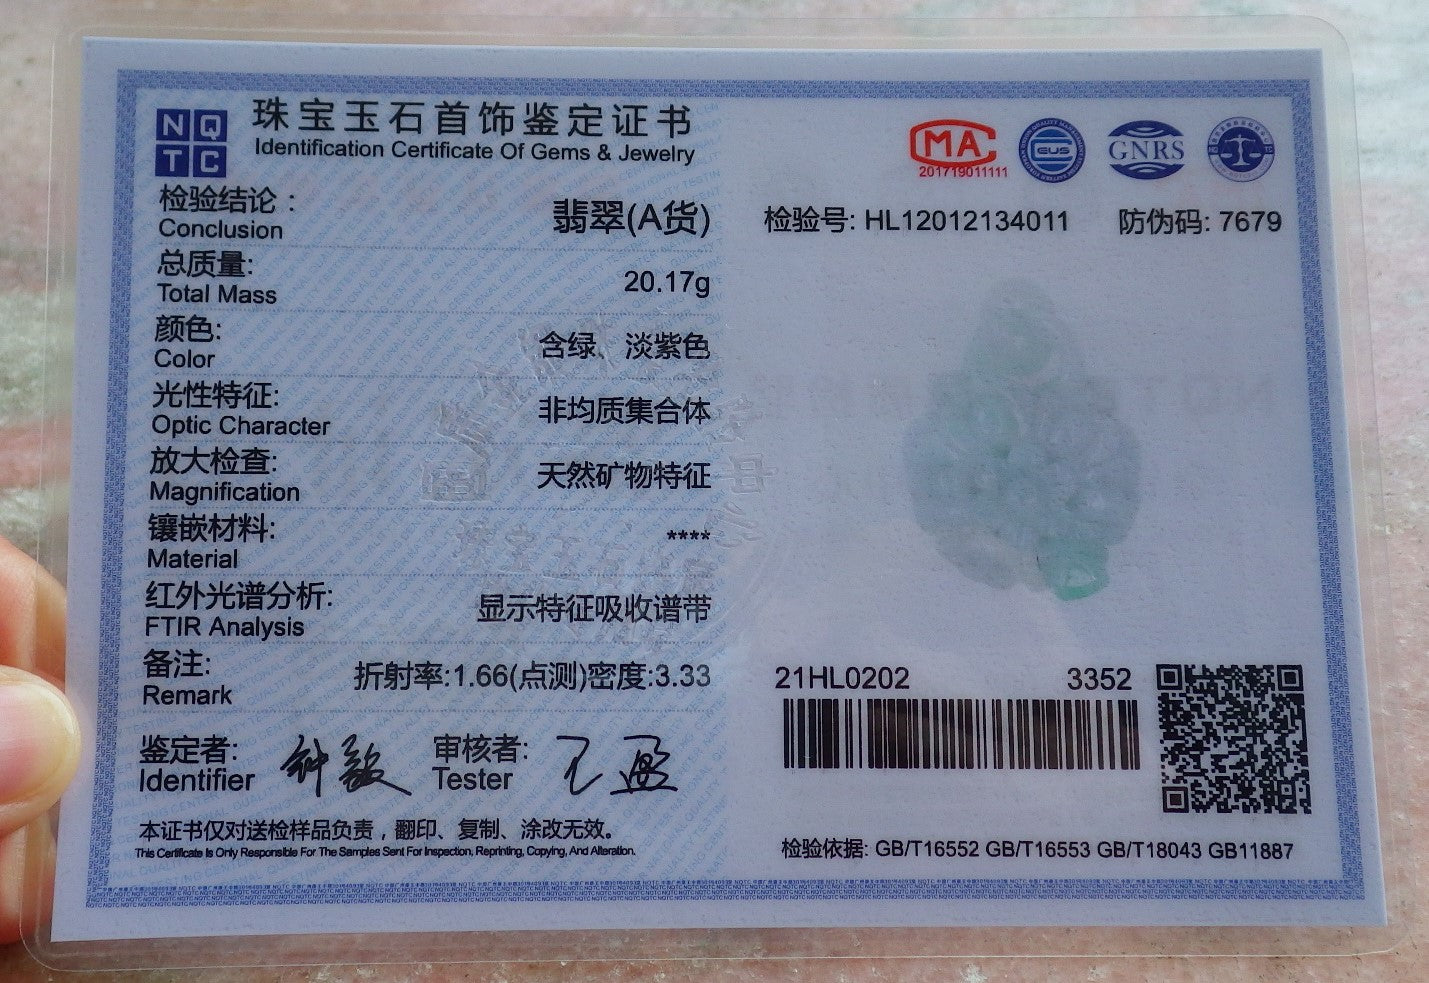 NQTC
珠宝玉石首饰鉴定证书
Identification Certificate Of Gems & Jewelry
检验结论：
Conclusion
翡翠(A货)
总质量:
Total Mass
20.17g
颜色:
Color
含绿、淡紫色
光性特征:
Optic Character
非均质集合体
放大检查:
Magnification
天然矿物特征
镶嵌材料:
Material
****
红外光谱分析:
FTIR Analysis
显示特征吸收谱带
备注:
Remark
折射率:1.66(点测)密度:3.33
鉴定者:
Identifier
审核者:
Tester
本证书仅对送检样品负责，翻印、复制、涂改无效。
This Certificate Is Only Responsible For The Samples Sent For Inspection, Reprinting, Copying, And Alteration.
MA
201719011111
CUS
GNRS
检验号: HL12012134011 防伪码: 7679
21HL0202 3352
检验依据: GB/T16552 GB/T16553 GB/T18043 GB11887